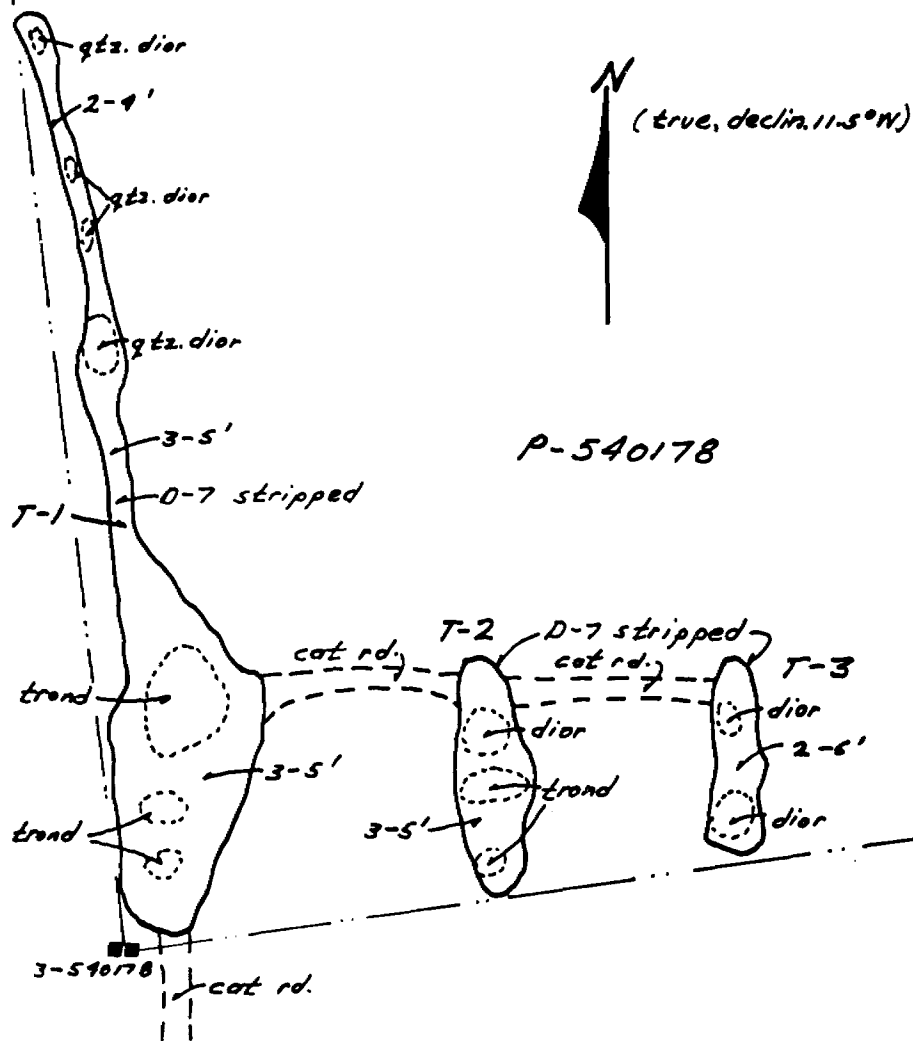 qtz. dior
N
2-4'
(true, declin. 11.5° W)
qtz. dior
qtz. dior
3-5'
P-540178
D-7 stripped
T-1
T-2
D-7 stripped
cat rd.
cat rd.
T-3
trond
dior
dior
3-5'
2-6'
trond
trond
3-5'
dior
3-540178
cat rd.